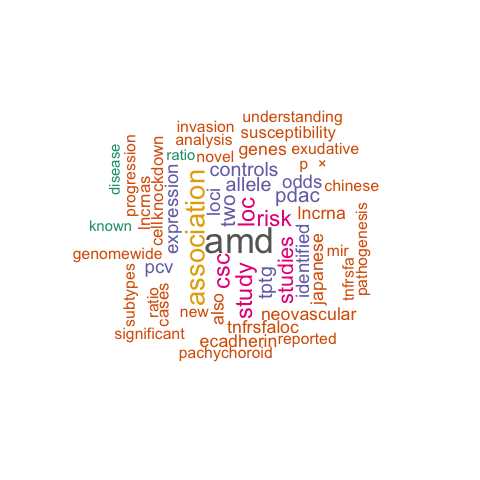 understanding
invasion
susceptibility
analysis
genes
exudative
ratio
novel
p
×
controls
disease
progression
lncrnas
cell
knockdown
expression
loci
allele
odds
chinese
pdac
association
two
loc
risk
lncrna
known
amd
genomewide
pcv
csc
study
tptg
studies
identified
japanese
mir
tnfrsfa
pathogenesis
subtypes
ratio
cases
new
also
neovascular
tnfrsfaloc
significant
ecadherin
reported
pachychoroid